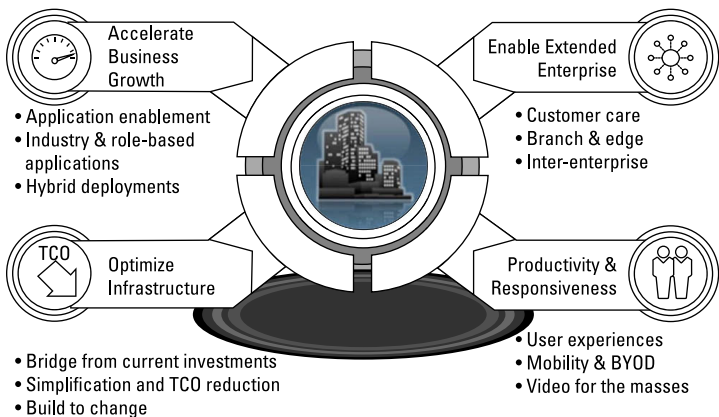 Accelerate
Business
Growth
• Application enablement
• Industry & role-based
applications
• Hybrid deployments
Enable Extended
Enterprise
• Customer care
• Branch & edge
• Inter-enterprise
TCO
Optimize
Infrastructure
• Bridge from current investments
• Simplification and TCO reduction
• Build to change
Productivity &
Responsiveness
• User experiences
• Mobility & BYOD
• Video for the masses